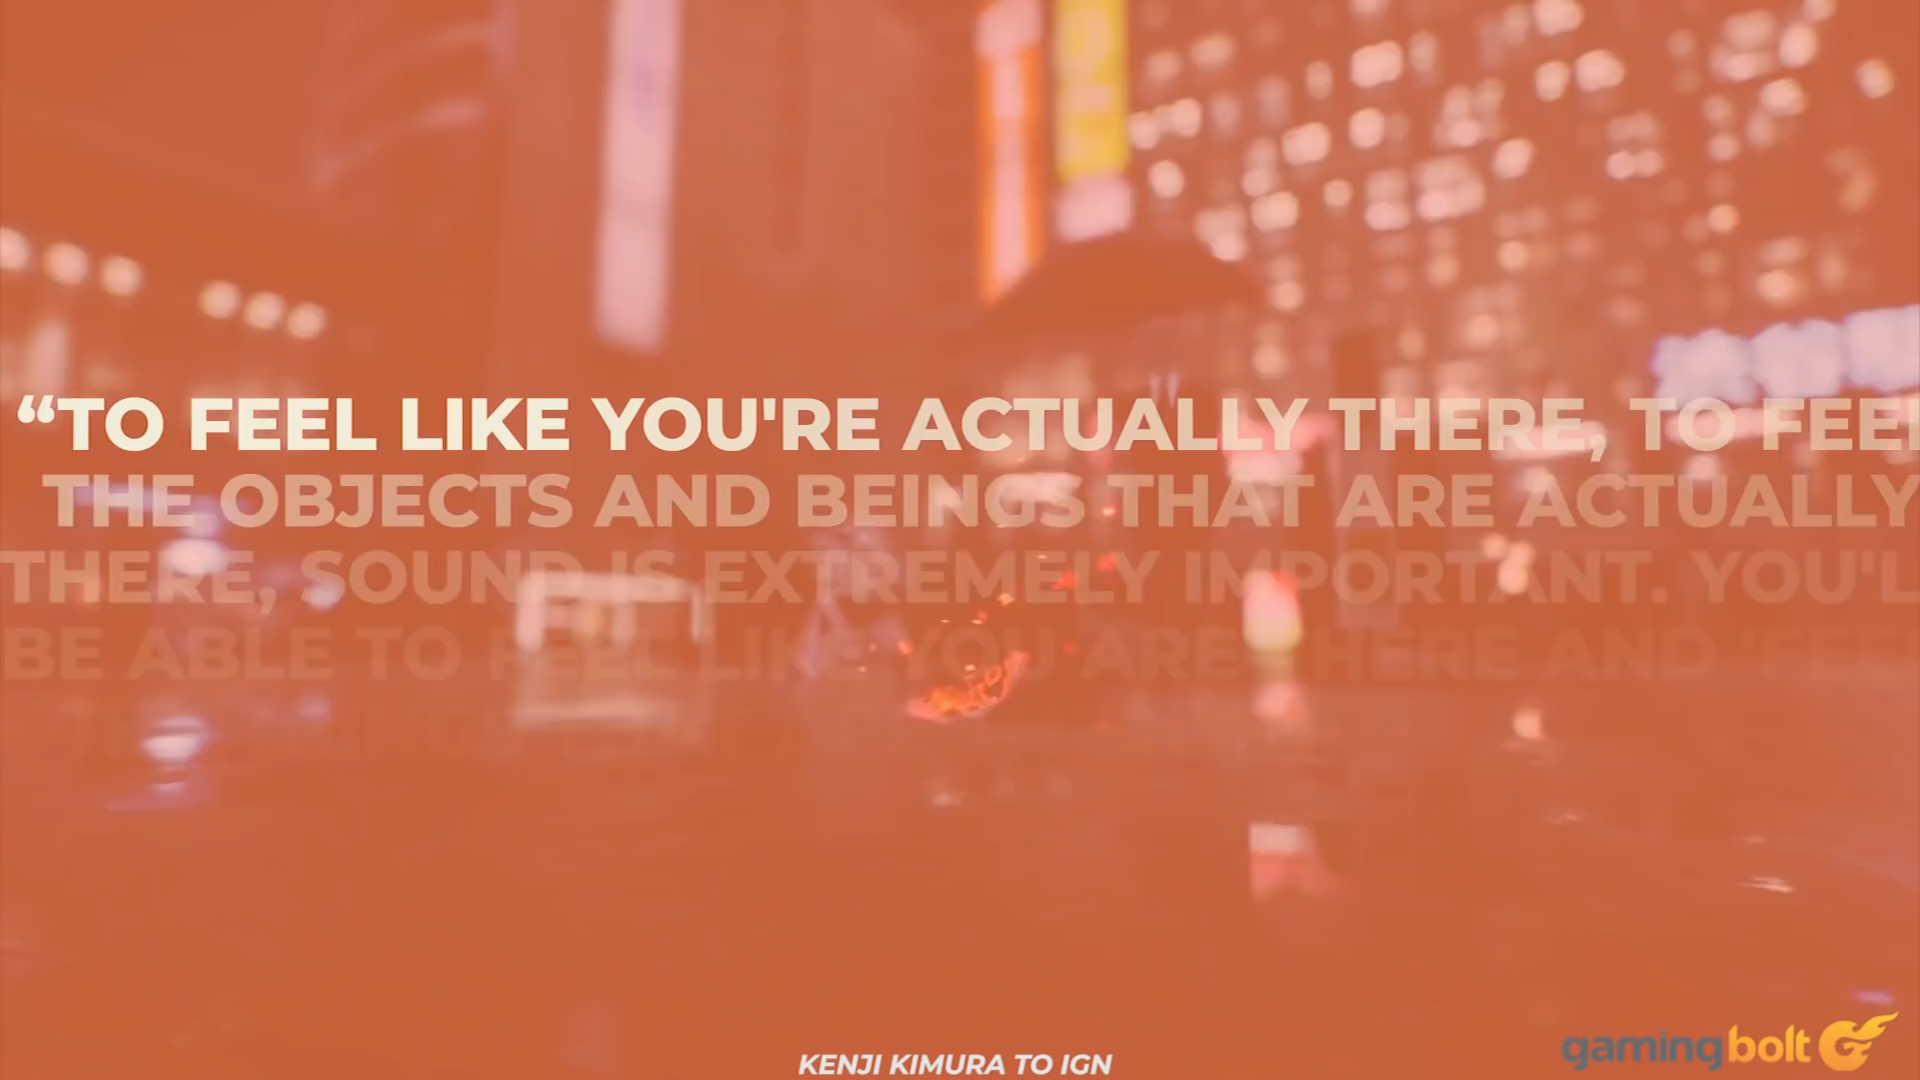 “TO FEEL LIKE YOU'RE ACTUALLY THERE, TO FEEL
THE OBJECTS AND BEINGS THAT ARE ACTUALLY
THERE, SOUND IS EXTREMELY IMPORTANT. YOU'L
BE ABLE TO FEEL LIKE YOU ARE THERE AND 'FEEL
KENJI KIMURA TO IGN
gamingbolt